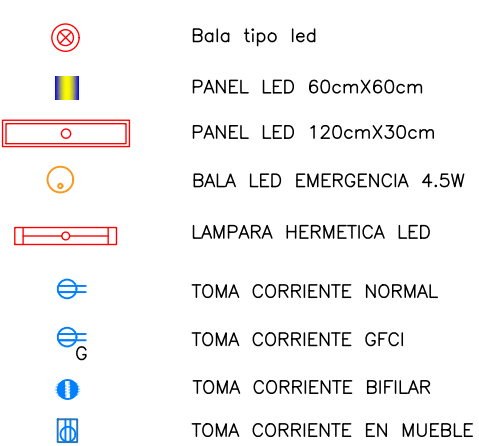 Bala tipo led
PANEL LED 60cmX60cm
PANEL LED 120cmX30cm
BALA LED EMERGENCIA 4.5W
LAMPARA HERMETICA LED
TOMA CORRIENTE NORMAL
TOMA CORRIENTE GFCI
G
TOMA CORRIENTE BIFILAR
TOMA CORRIENTE EN MUEBLE